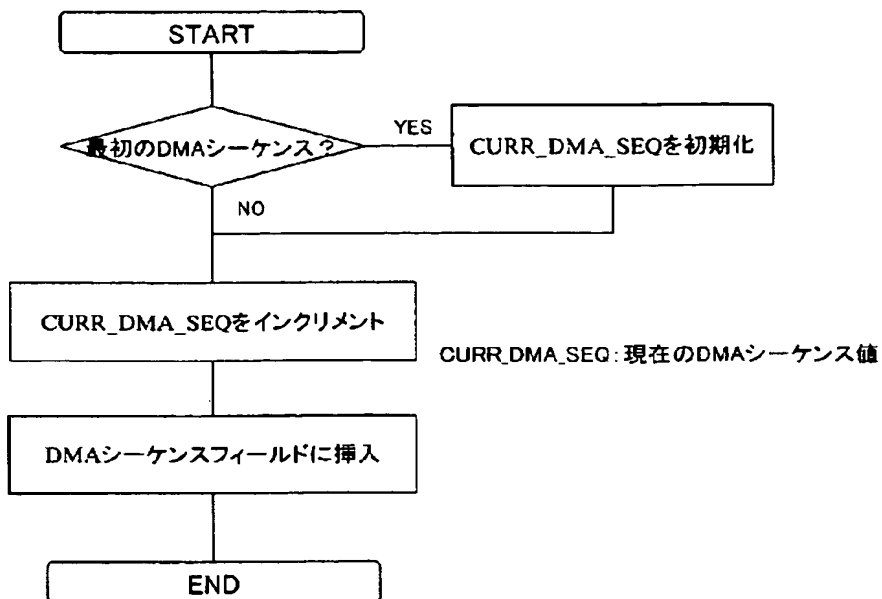 START
最初のDMAシーケンス?
YES
CURR_DMA_SEQを初期化
NO
CURR_DMA_SEQをインクリメント
CURR_DMA_SEQ:現在のDMAシーケンス値
DMAシーケンスフィールドに挿入
END